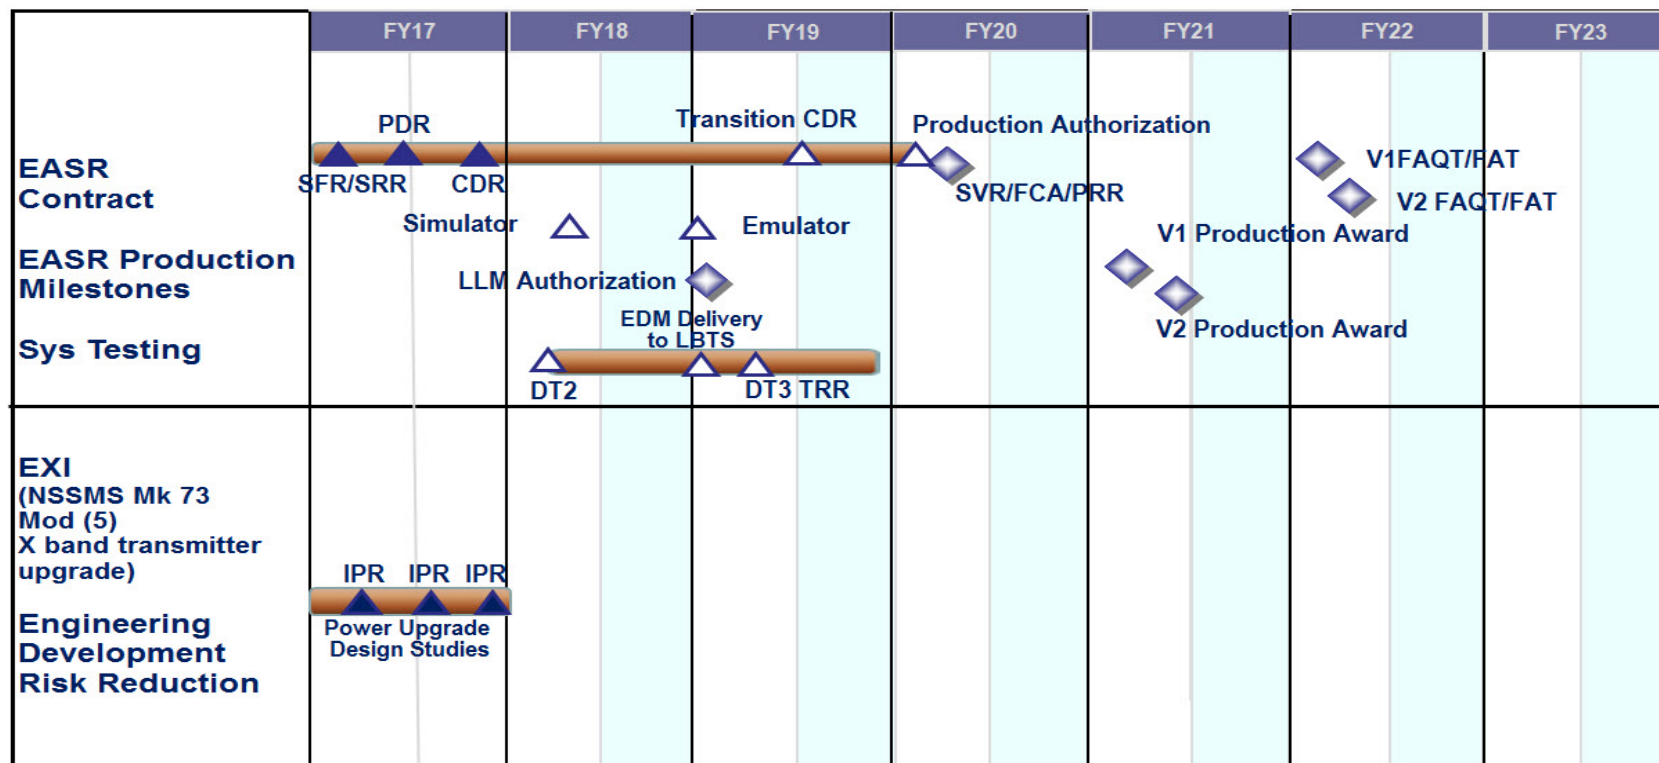 FY17
FY18
FY19
FY20
FY21
FY22
FY23
EASR
Contract
PDR
SFR/SRR
CDR
Transition CDR
Production Authorization
SVR/FCA/PRR
V1FAQT/FAT
V2 FAQT/FAT
Simulator
Emulator
V1 Production Award
EASR Production
Milestones
LLM Authorization
V2 Production Award
Sys Testing
EDM Delivery
to LBTS
DT2
DT3 TRR
EXI
(NSSMS Mk 73
Mod (5)
X band transmitter
upgrade)
IPR
IPR
IPR
Power Upgrade
Design Studies
Engineering
Development
Risk Reduction